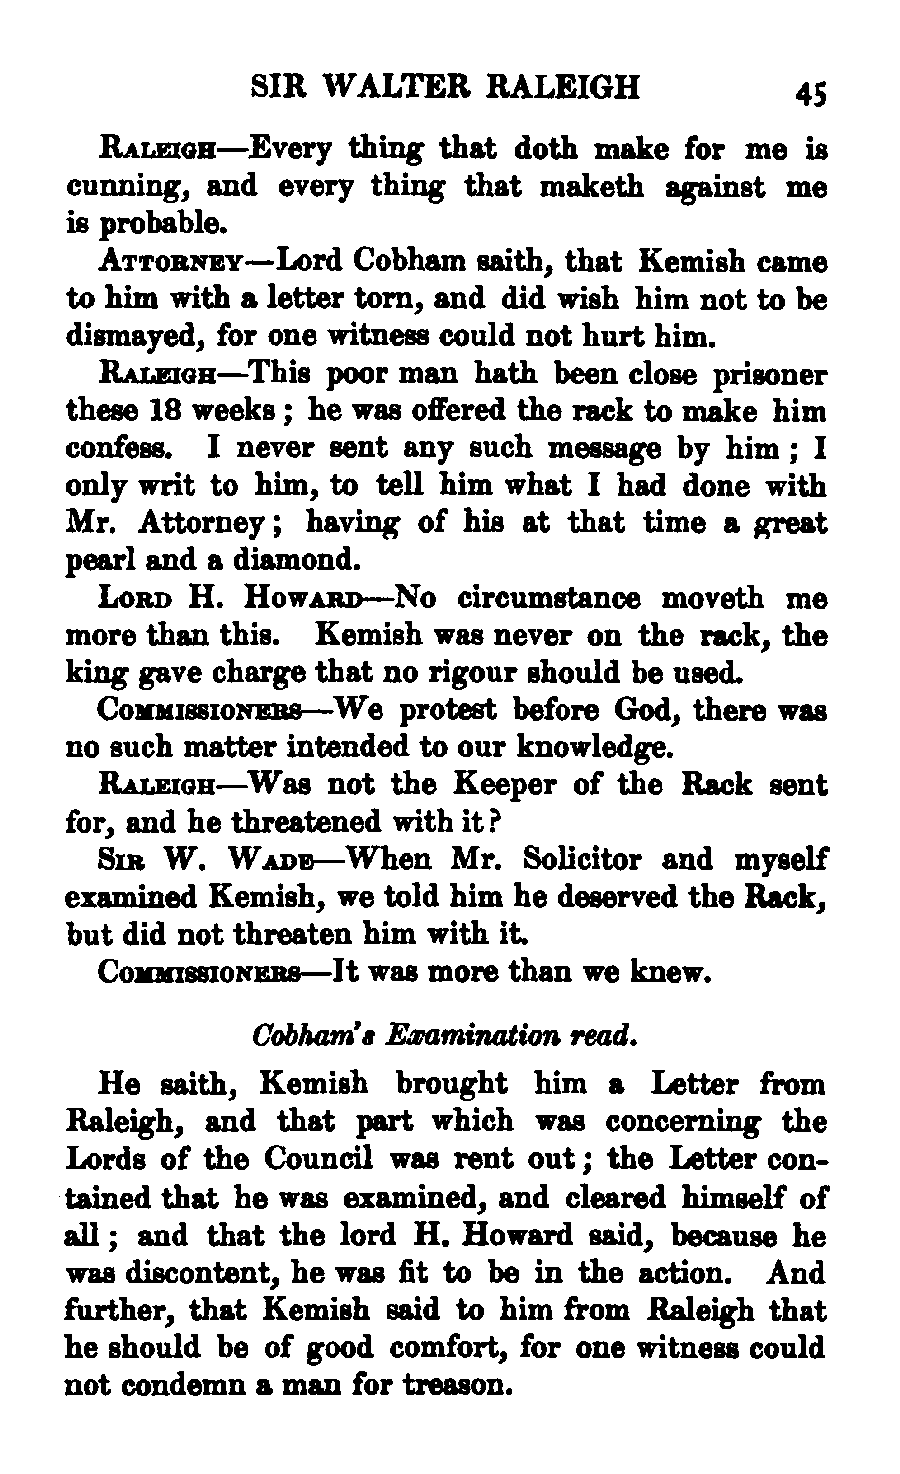 SIR WALTER RALEIGH 45
RALEIGH—Every thing that doth make for me is
cunning, and every thing that maketh against me
is probable.
ATTORNEY—Lord Cobham saith, that Kemish came
to him with a letter torn, and did wish him not to be
dismayed, for one witness could not hurt him.
RALEIGH—This poor man hath been close prisoner
these 18 weeks ; he was offered the rack to make him
confess. I never sent any such message by him ; I
only writ to him, to tell him what I had done with
Mr. Attorney ; having of his at that time a great
pearl and a diamond.
LORD H. HOWARD—No circumstance moveth me
more than this. Kemish was never on the rack, the
king gave charge that no rigour should be used.
COMMISSIONERS—We protest before God, there was
no such matter intended to our knowledge.
RALEIGH—Was not the Keeper of the Rack sent
for, and he threatened with it ?
SIR W. WADE—When Mr. Solicitor and myself
examined Kemish, we told him he deserved the Rack,
but did not threaten him with it.
COMMISSIONERS—It was more than we knew.
Cobham's Examination read.
He saith, Kemish brought him a Letter from
Raleigh, and that part which was concerning the
Lords of the Council was rent out ; the Letter con-
tained that he was examined, and cleared himself of
all ; and that the lord H. Howard said, because he
was discontent, he was fit to be in the action. And
further, that Kemish said to him from Raleigh that
he should be of good comfort, for one witness could
not condemn a man for treason.